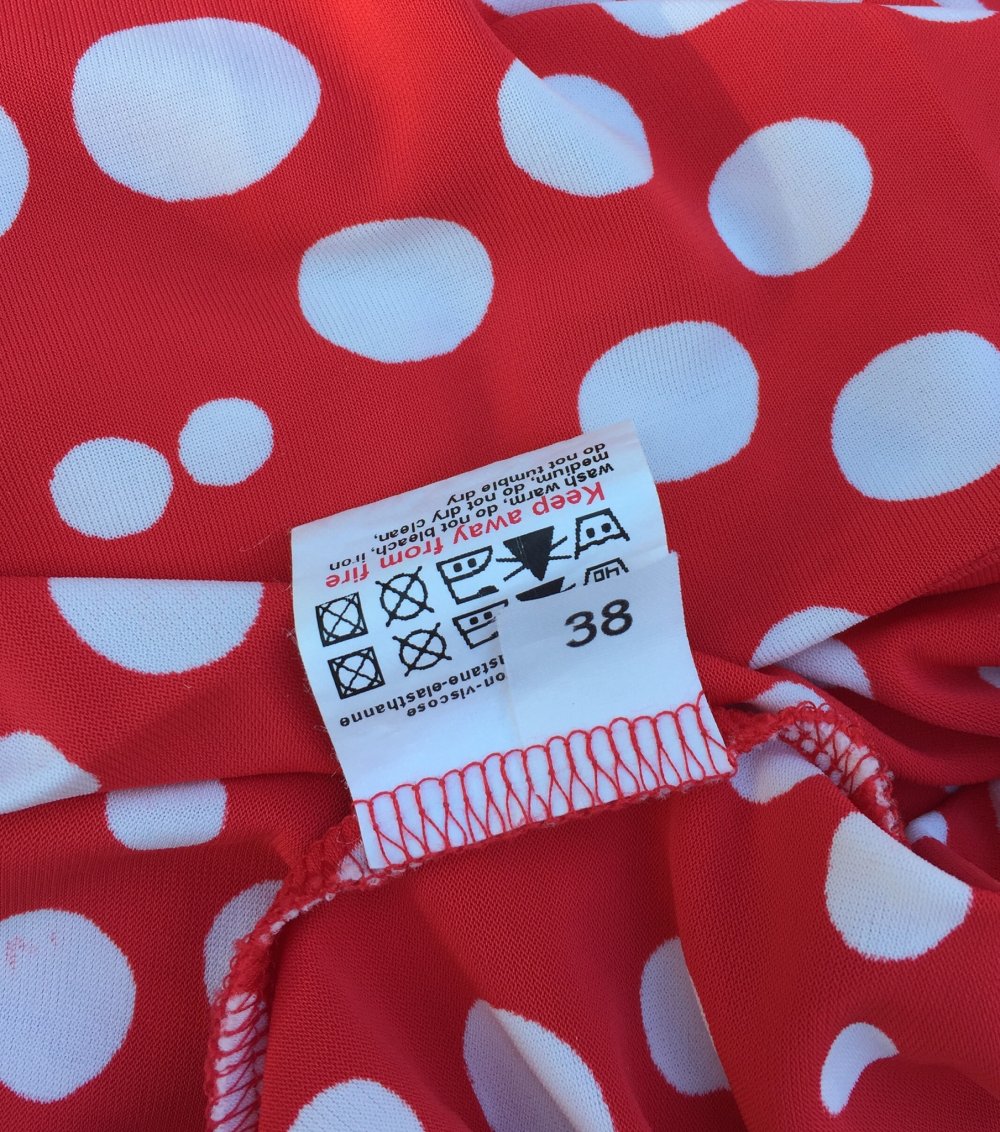 38
on-viscose
stane-elasthanne
40
Keep away from fire
wash warm, do not bleach, iron
medium, do not dry clean,
do not tumble dry